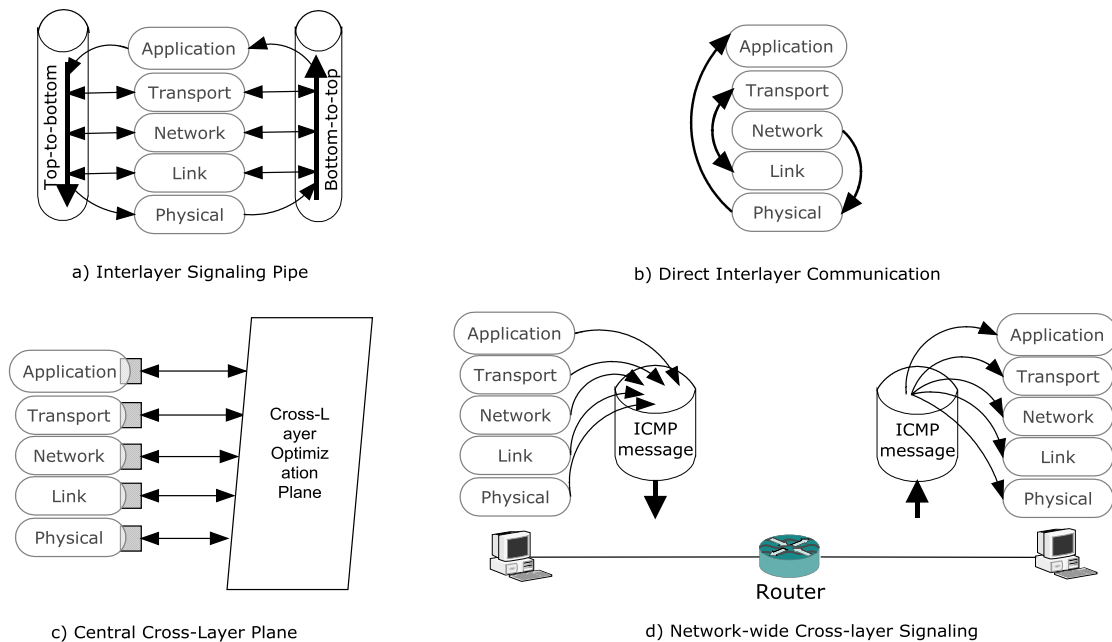 Top-to-bottom
Application
Transport
Network
Link
Physical
Bottom-to-top
a) Interlayer Signaling Pipe
Application
Transport
Network
Link
Physical
b) Direct Interlayer Communication
Application
Transport
Network
Link
Physical
Cross-L
ayer
Optimiz
ation
Plane
c) Central Cross-Layer Plane
Application
Transport
Network
Link
Physical
ICMP
message
ICMP
message
Application
Transport
Network
Link
Physical
Router
d) Network-wide Cross-layer Signaling